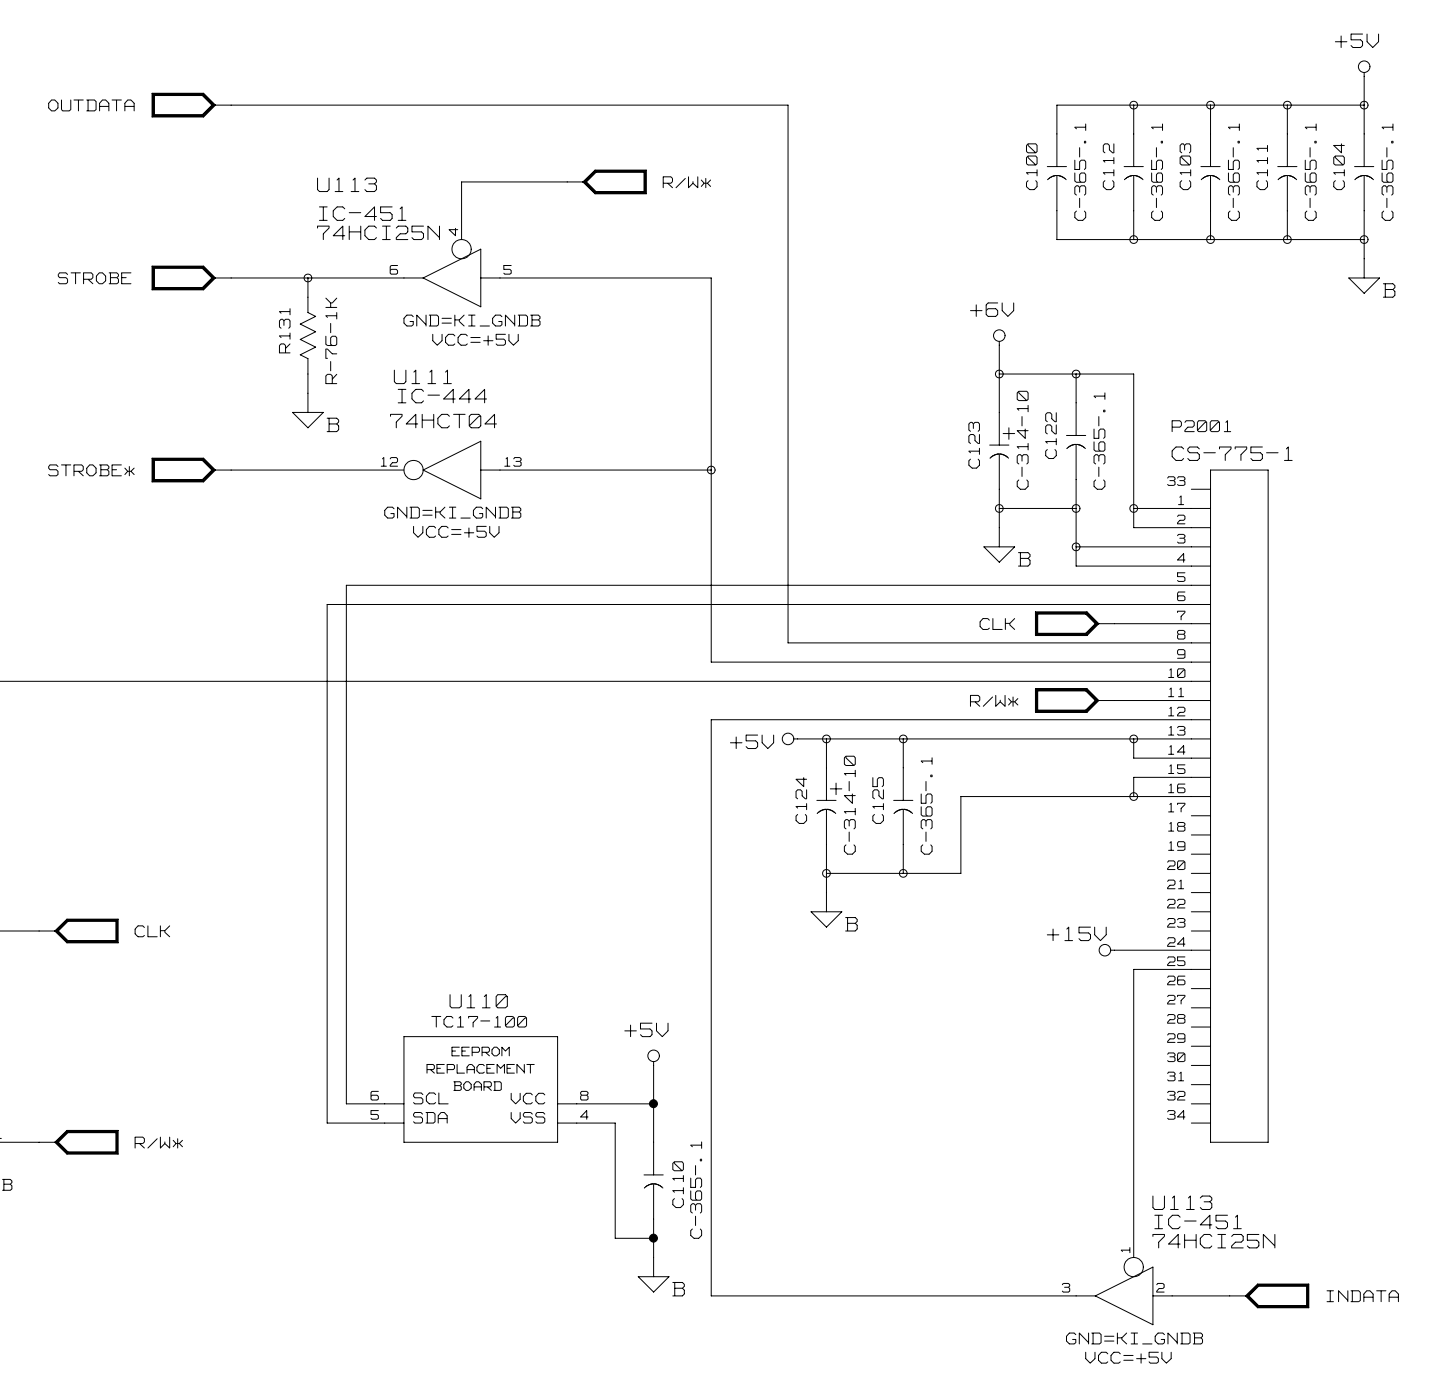 +5V
OUTDATA
C100
C-365-.1
C112
C-365-.1
C103
C-365-.1
C111
C-365-.1
C104
C-365-.1
B
U113
IC-451
74HCI25N
4
R/W*
STROBE
6
5
GND=KI_GNDB
VCC=+5V
R131
R-76-1K
B
U111
IC-444
74HCT04
STROBE*
12
13
GND=KI_GNDB
VCC=+5V
+6V
C123
+
C-314-10
C122
C-365-.1
B
P2001
CS-775-1
33
1
2
3
4
5
6
7
8
9
10
11
12
13
14
15
16
17
18
19
20
21
22
23
24
25
26
27
28
29
30
31
32
34
CLK
R/W*
+5V
C124
+
C-314-10
C125
C-365-.1
B
+15V
CLK
R/W*
B
U110
TC17-100
EEPROM
REPLACEMENT
BOARD
6 SCL VCC 8
5 SDA VSS 4
+5V
C110
C-365-.1
B
U113
IC-451
74HCI25N
1
3
2
INDATA
GND=KI_GNDB
VCC=+5V